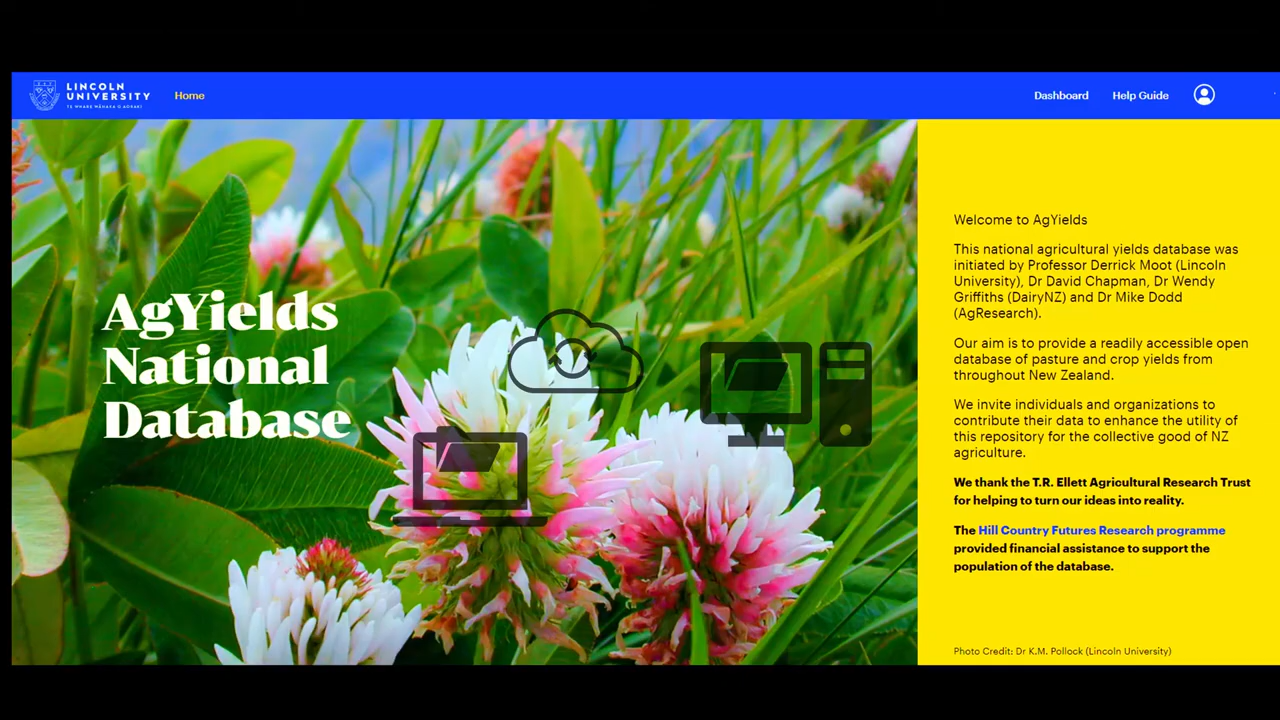 LINCOLN
UNIVERSITY
TE WHARE WĀNAKA O AORAKI
Home
Dashboard
Help Guide
AgYields
National
Database
Welcome to AgYields
This national agricultural yields database was
initiated by Professor Derrick Moot (Lincoln
University), Dr David Chapman, Dr Wendy
Griffiths (DairyNZ) and Dr Mike Dodd
(AgResearch).
Our aim is to provide a readily accessible open
database of pasture and crop yields from
throughout New Zealand.
We invite individuals and organizations to
contribute their data to enhance the utility of
this repository for the collective good of NZ
agriculture.
We thank the T.R. Ellett Agricultural Research Trust
for helping to turn our ideas into reality.
The Hill Country Futures Research programme
provided financial assistance to support the
population of the database.
Photo Credit: Dr K.M. Pollock (Lincoln University)